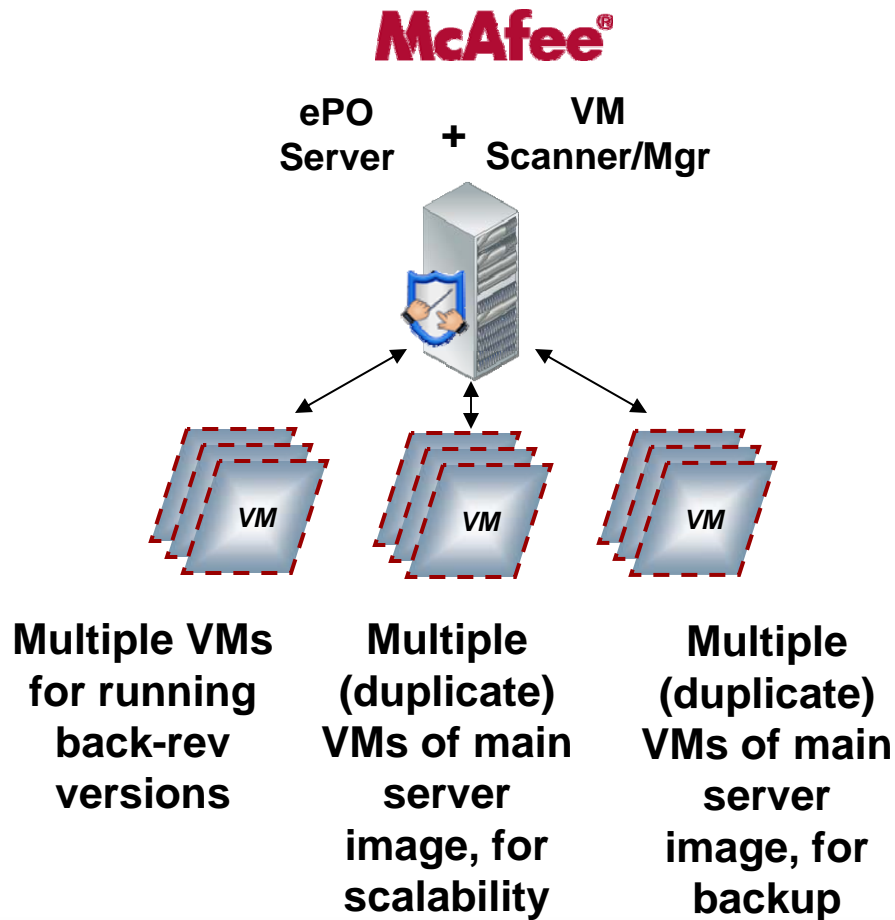 McAfee®
ePO
Server
+
VM
Scanner/Mgr
VM
VM
VM
Multiple VMs
for running
back-rev
versions
Multiple
(duplicate)
VMs of main
server
image, for
scalability
Multiple
(duplicate)
VMs of main
server
image, for
backup